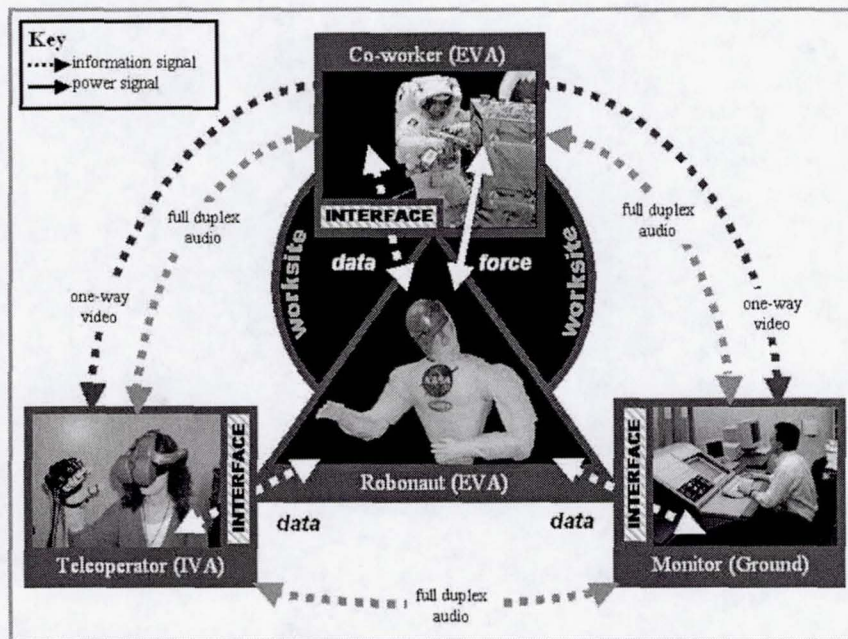 Key
information signal
power signal
Co-worker (EVA)
INTERFACE
full duplex
audio
full duplex
audio
worksite
worksite
data
force
one-way
video
one-way
video
INTERFACE
INTERFACE
Robonaut (EVA)
data
data
Teleoperator (IVA)
Monitor (Ground)
full duplex
audio